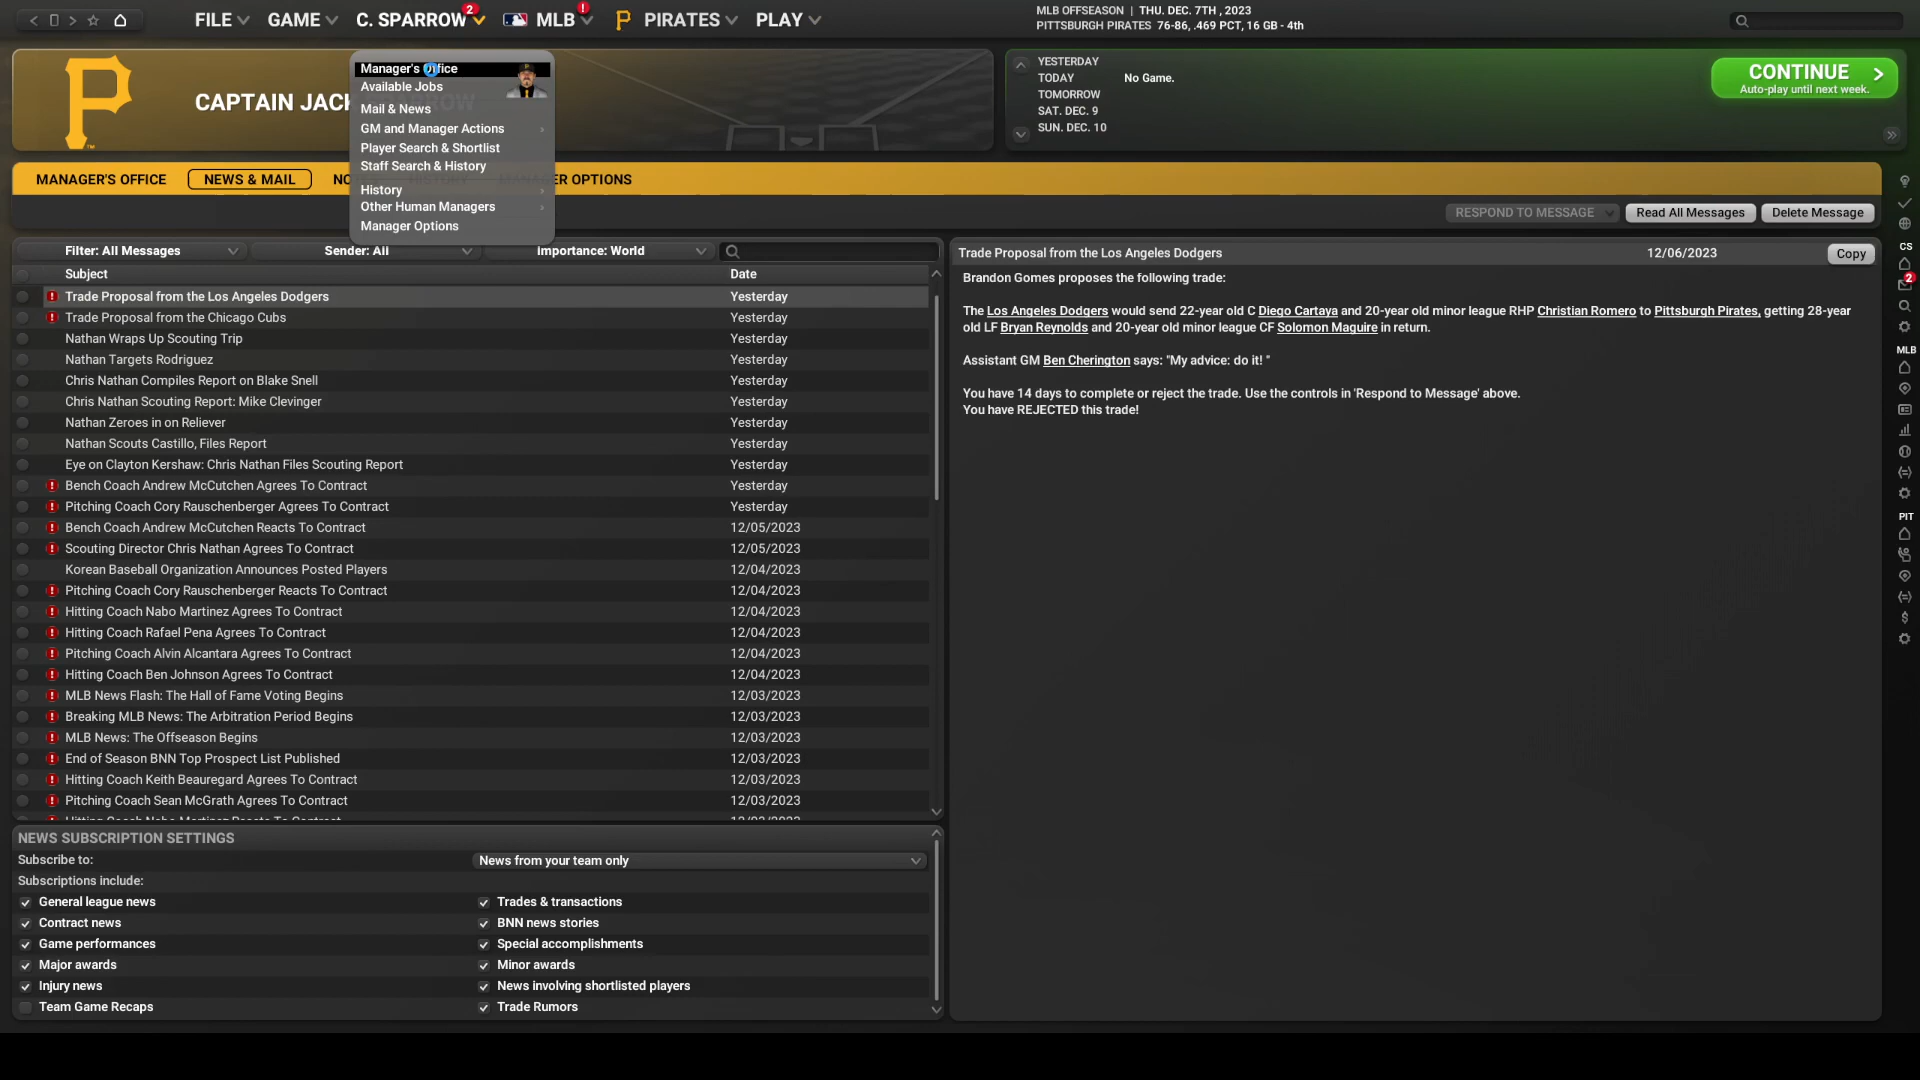 FILE GAME C. SPARROW 2 MLB ! PIRATES PLAY
MLB OFFSEASON | THU. DEC. 7TH , 2023
PITTSBURGH PIRATES 76-86, .469 PCT, 16 GB - 4th
CAPTAIN JACK
Manager's Office
Available Jobs
Mail & News
GM and Manager Actions
Player Search & Shortlist
Staff Search & History
History
Other Human Managers
Manager Options
YESTERDAY
TODAY No Game.
TOMORROW
SAT. DEC. 9
SUN. DEC. 10
CONTINUE
Auto-play until next week.
MANAGER'S OFFICE NEWS & MAIL ER OPTIONS
RESPOND TO MESSAGE Read All Messages Delete Message
Filter: All Messages Sender: All Importance: World
Subject Date
Trade Proposal from the Los Angeles Dodgers Yesterday
Trade Proposal from the Chicago Cubs Yesterday
Nathan Wraps Up Scouting Trip Yesterday
Nathan Targets Rodriguez Yesterday
Chris Nathan Compiles Report on Blake Snell Yesterday
Chris Nathan Scouting Report: Mike Clevinger Yesterday
Nathan Zeroes in on Reliever Yesterday
Nathan Scouts Castillo, Files Report Yesterday
Eye on Clayton Kershaw: Chris Nathan Files Scouting Report Yesterday
Bench Coach Andrew McCutchen Agrees To Contract Yesterday
Pitching Coach Cory Rauschenberger Agrees To Contract Yesterday
Bench Coach Andrew McCutchen Reacts To Contract 12/05/2023
Scouting Director Chris Nathan Agrees To Contract 12/05/2023
Korean Baseball Organization Announces Posted Players 12/04/2023
Pitching Coach Cory Rauschenberger Reacts To Contract 12/04/2023
Hitting Coach Nabo Martinez Agrees To Contract 12/04/2023
Hitting Coach Rafael Pena Agrees To Contract 12/04/2023
Pitching Coach Alvin Alcantara Agrees To Contract 12/04/2023
Hitting Coach Ben Johnson Agrees To Contract 12/04/2023
MLB News Flash: The Hall of Fame Voting Begins 12/03/2023
Breaking MLB News: The Arbitration Period Begins 12/03/2023
MLB News: The Offseason Begins 12/03/2023
End of Season BNN Top Prospect List Published 12/03/2023
Hitting Coach Keith Beauregard Agrees To Contract 12/03/2023
Pitching Coach Sean McGrath Agrees To Contract 12/03/2023
Trade Proposal from the Los Angeles Dodgers 12/06/2023 Copy
Brandon Gomes proposes the following trade:
The Los Angeles Dodgers would send 22-year old C Diego Cartaya and 20-year old minor league RHP Christian Romero to Pittsburgh Pirates, getting 28-year
old LF Bryan Reynolds and 20-year old minor league CF Solomon Maguire in return.
Assistant GM Ben Cherington says: "My advice: do it! "
You have 14 days to complete or reject the trade. Use the controls in 'Respond to Message' above.
You have REJECTED this trade!
NEWS SUBSCRIPTION SETTINGS
Subscribe to: News from your team only
Subscriptions include:
General league news Trades & transactions
Contract news BNN news stories
Game performances Special accomplishments
Major awards Minor awards
Injury news News involving shortlisted players
Team Game Recaps Trade Rumors
CS
2
MLB
PIT